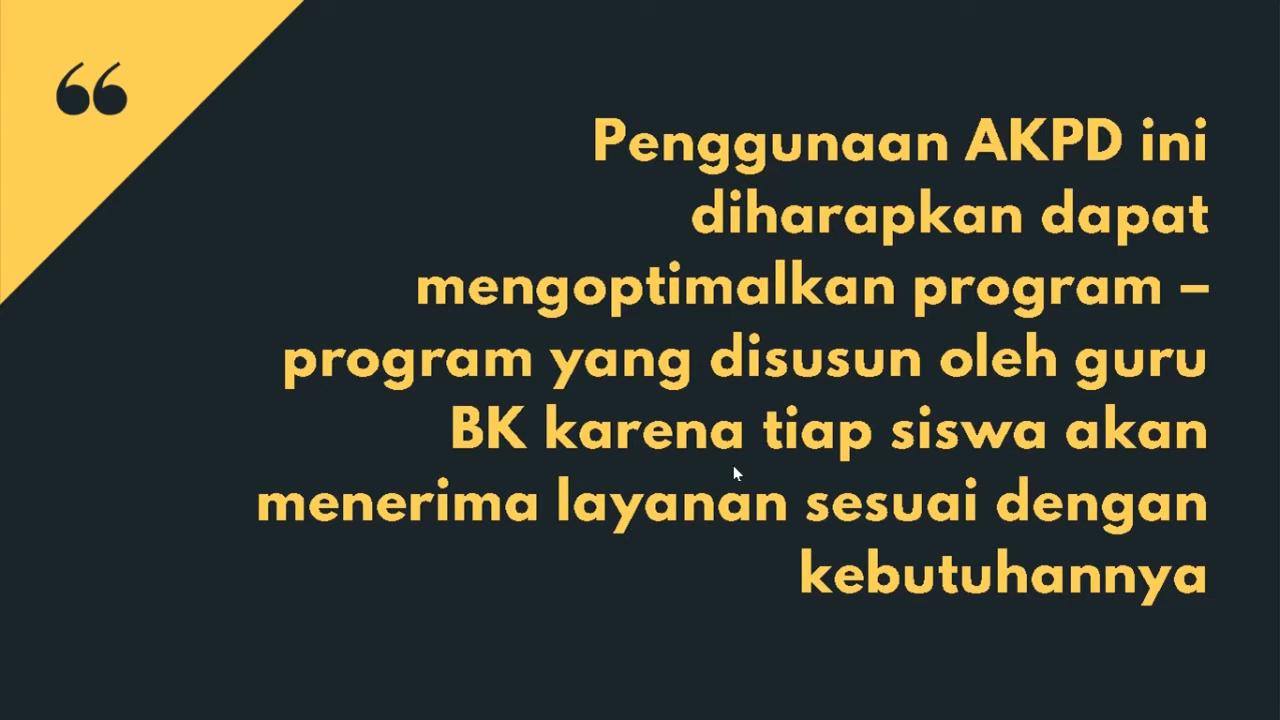 “
Penggunaan AKPD ini
diharapkan dapat
mengoptimalkan program –
program yang disusun oleh guru
BK karena tiap siswa akan
menerima layanan sesuai dengan
kebutuhannya